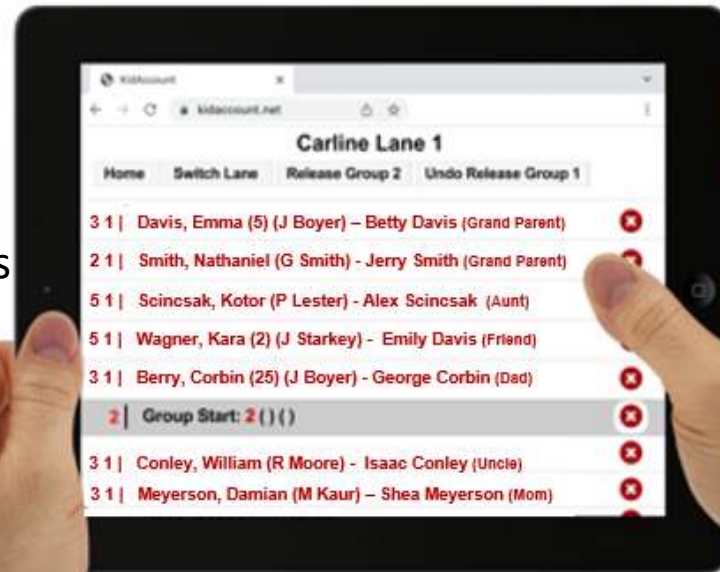 KidAccount
kidaccount.net
Carline Lane 1
Home Switch Lane Release Group 2 Undo Release Group 1
3 1 | Davis, Emma (5) (J Boyer) – Betty Davis (Grand Parent)
2 1 | Smith, Nathaniel (G Smith) - Jerry Smith (Grand Parent)
s
5 1 | Scincsak, Kotor (P Lester) - Alex Scincsak (Aunt)
5 1 | Wagner, Kara (2) (J Starkey) - Emily Davis (Friend)
3 1 | Berry, Corbin (25) (J Boyer) - George Corbin (Dad)
2 | Group Start: 2 ( ) ( )
3 1 | Conley, William (R Moore) - Isaac Conley (Uncle)
3 1 | Meyerson, Damian (M Kaur) – Shea Meyerson (Mom)